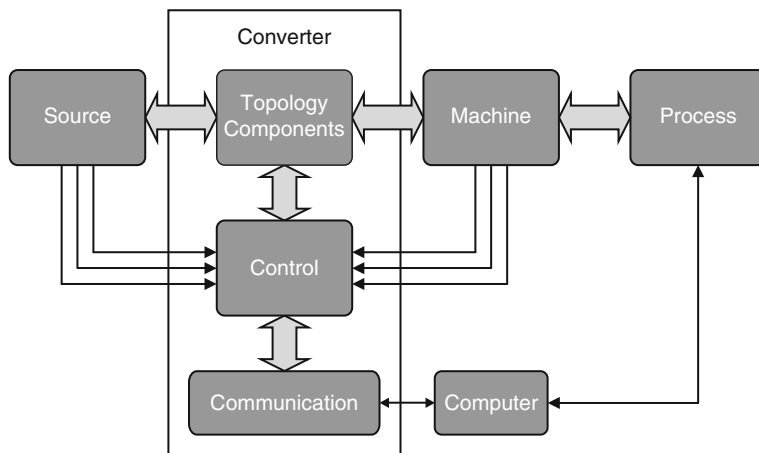 Converter
Source
Topology
Components
Machine
Process
Control
Communication
Computer